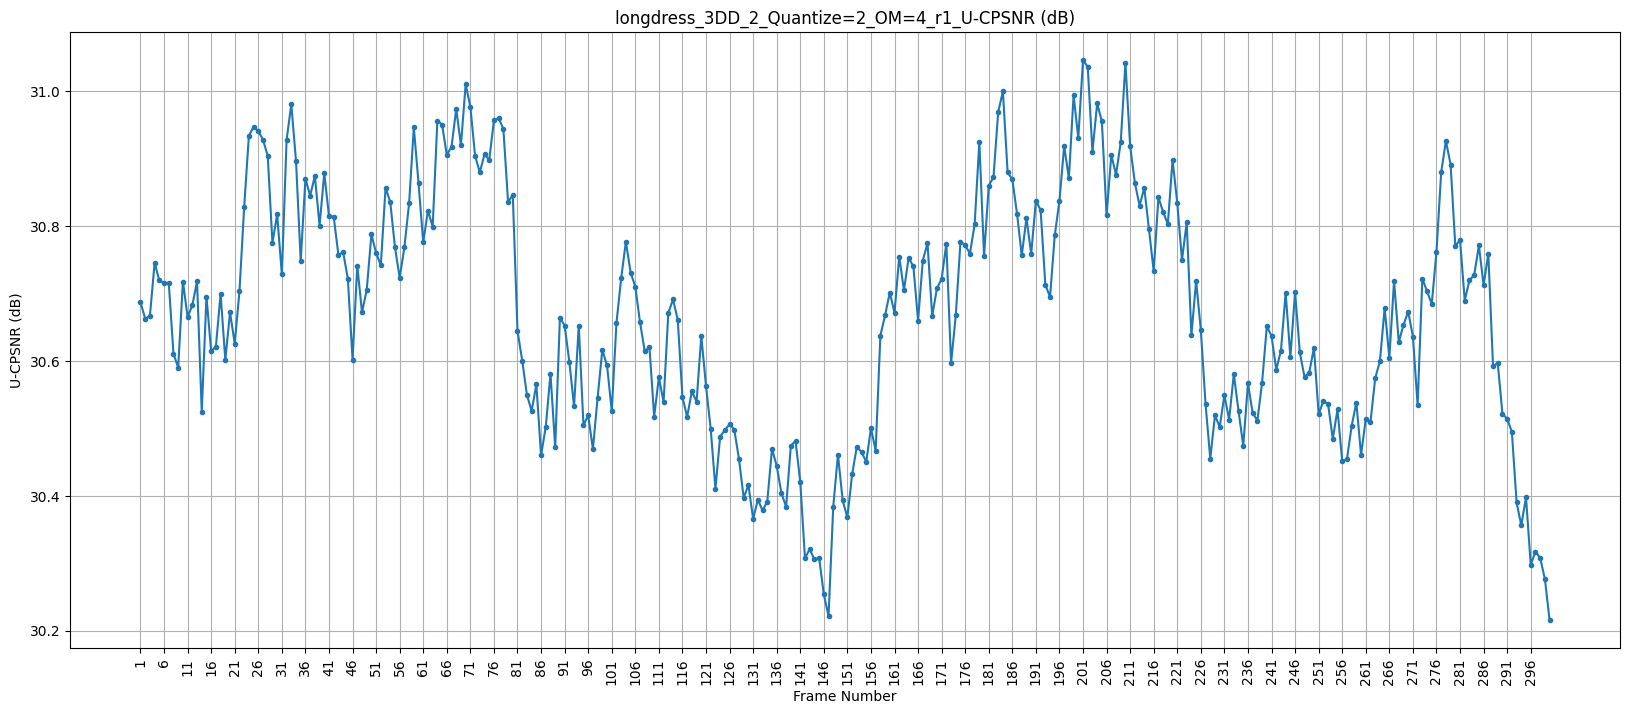 longdress_3DD_2_Quantize=2_OM=4_r1_U-CPSNR (dB)
31.0
30.8
30.6
30.4
30.2
U-CPSNR (dB)
1 6 11 16 21 26 31 36 41 46 51 56 61 66 71 76 81 86 91 96 101 106 111 116 121 126 131 136 141 146 151 156 161 166 171 176 181 186 191 196 201 206 211 216 221 226 231 236 241 246 251 256 261 266 271 276 281 286 291 296
Frame Number